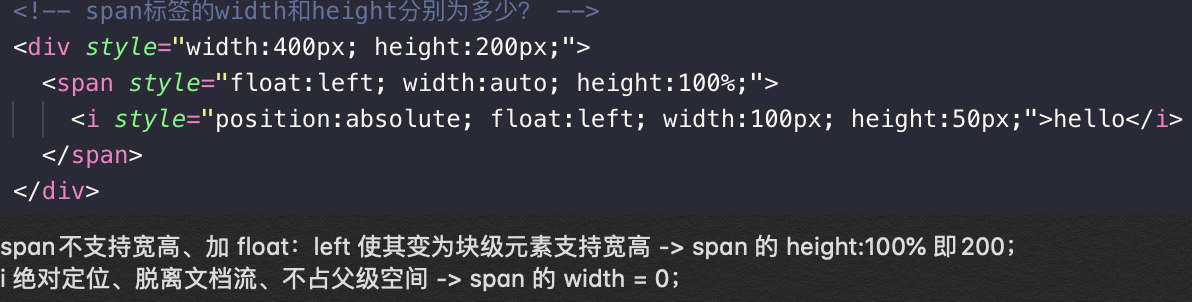 <!-- span标签的width和height分别为多少？ -->
<div style="width:400px; height:200px;">
<span style="float:left; width:auto; height:100%;">
<i style="position:absolute; float:left; width:100px; height:50px;">hello</i>
</span>
</div>
span不支持宽高、加 float：left 使其变为块级元素支持宽高 -> span 的 height:100% 即200；
i 绝对定位、脱离文档流、不占父级空间 -> span 的 width = 0；